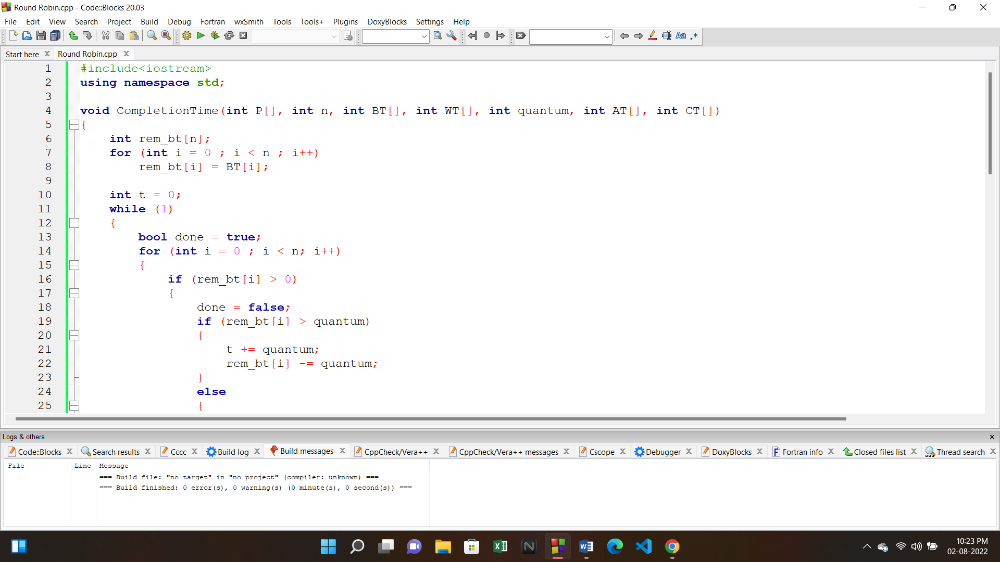 Round Robin.cpp - Code::Blocks 20.03
File Edit View Search Project Build Debug Fortran wxSmith Tools Tools+ Plugins DoxyBlocks Settings Help
Start here Round Robin.cpp
1 #include<iostream>
2 using namespace std;
3
4 void CompletionTime(int P[], int n, int BT[], int WT[], int quantum, int AT[], int CT[])
5 {
6 int rem_bt[n];
7 for (int i = 0 ; i < n ; i++)
8 rem_bt[i] = BT[i];
9
10 int t = 0;
11 while (1)
12 {
13 bool done = true;
14 for (int i = 0 ; i < n; i++)
15 {
16 if (rem_bt[i] > 0)
17 {
18 done = false;
19 if (rem_bt[i] > quantum)
20 {
21 t += quantum;
22 rem_bt[i] -= quantum;
23 }
24 else
25 {
Logs & others
Code::Blocks Search results Cccc Build log Build messages CppCheck/Vera++ CppCheck/Vera++ messages Cscope Debugger DoxyBlocks Fortran info Closed files list Thread search
File Line Message
=== Build file: "no target" in "no project" (compiler: unknown) ===
=== Build finished: 0 error(s), 0 warning(s) (0 minute(s), 0 second(s)) ===
10:23 PM
02-08-2022